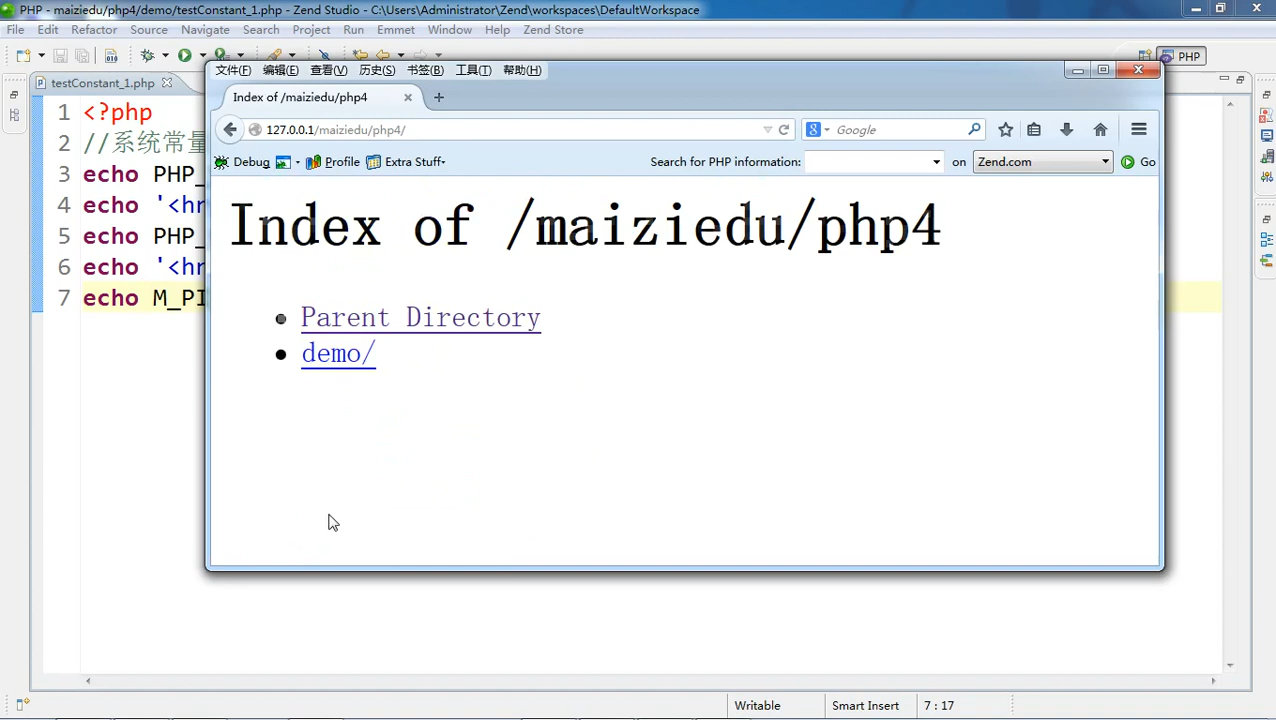 PHP - maiziedu/php4/demo/testConstant_1.php - Zend Studio - C:\Users\Administrator\Zend\workspaces\DefaultWorkspace
File Edit Refactor Source Navigate Search Project Run Emmet Window Help Zend Store
PHP
testConstant_1.php
文件(F) 编辑(E) 查看(V) 历史(S) 书签(B) 工具(T) 帮助(H)
Index of /maiziedu/php4
127.0.0.1/maiziedu/php4/
Google
Debug Profile Extra Stuff
Search for PHP information: on Zend.com Go
1 <?php
2 //系统常量
3 echo PHP_
4 echo '<hr
5 echo PHP_
6 echo '<hr
7 echo M_PI
Index of /maiziedu/php4
Parent Directory
demo/
Writable Smart Insert 7 : 17